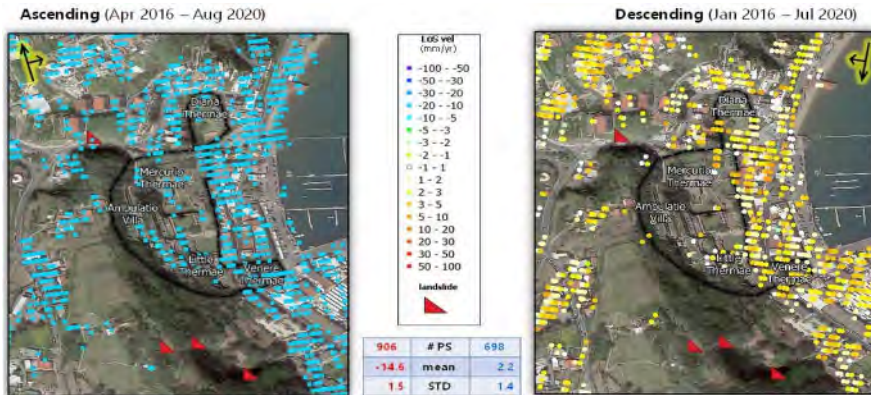 Ascending (Apr 2016 – Aug 2020)
Descending (Jan 2016 – Jul 2020)
Diana
Thermae
Mercurio
Thermae
Ambulatio
Villa
Little
Thermae
Venere
Thermae
LoS vel
(mm/yr)
-100 - -50
-50 - -30
-30 - -20
-20 - -10
-10 - -5
-5 - -3
-3 - -2
-2 - -1
-1 - 1
1 - 2
2 - 3
3 - 5
5 - 10
10 - 20
20 - 30
30 - 50
50 - 100
landslide
906 # PS 698
-14.6 mean 2.2
1.5 STD 1.4
Diana
Thermae
Mercurio
Thermae
Ambulatio
Villa
Little
Thermae
Venere
Thermae